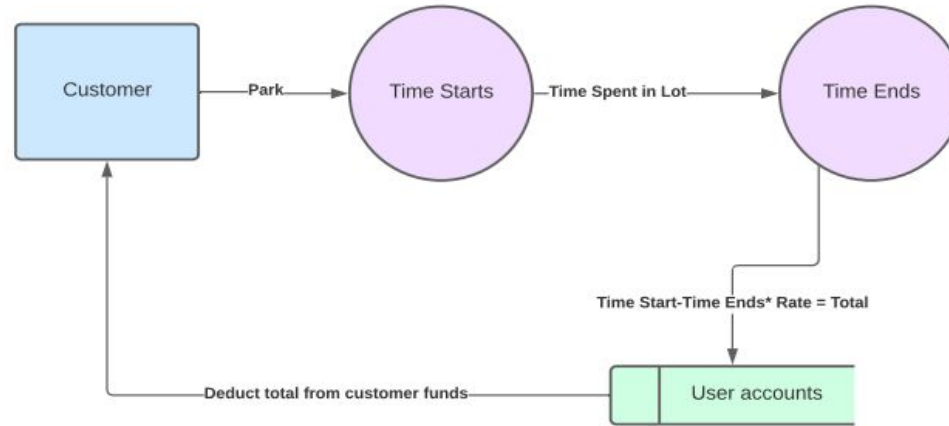 Customer
Park
Time Starts
Time Spent in Lot
Time Ends
Time Start-Time Ends* Rate = Total
Deduct total from customer funds
User accounts